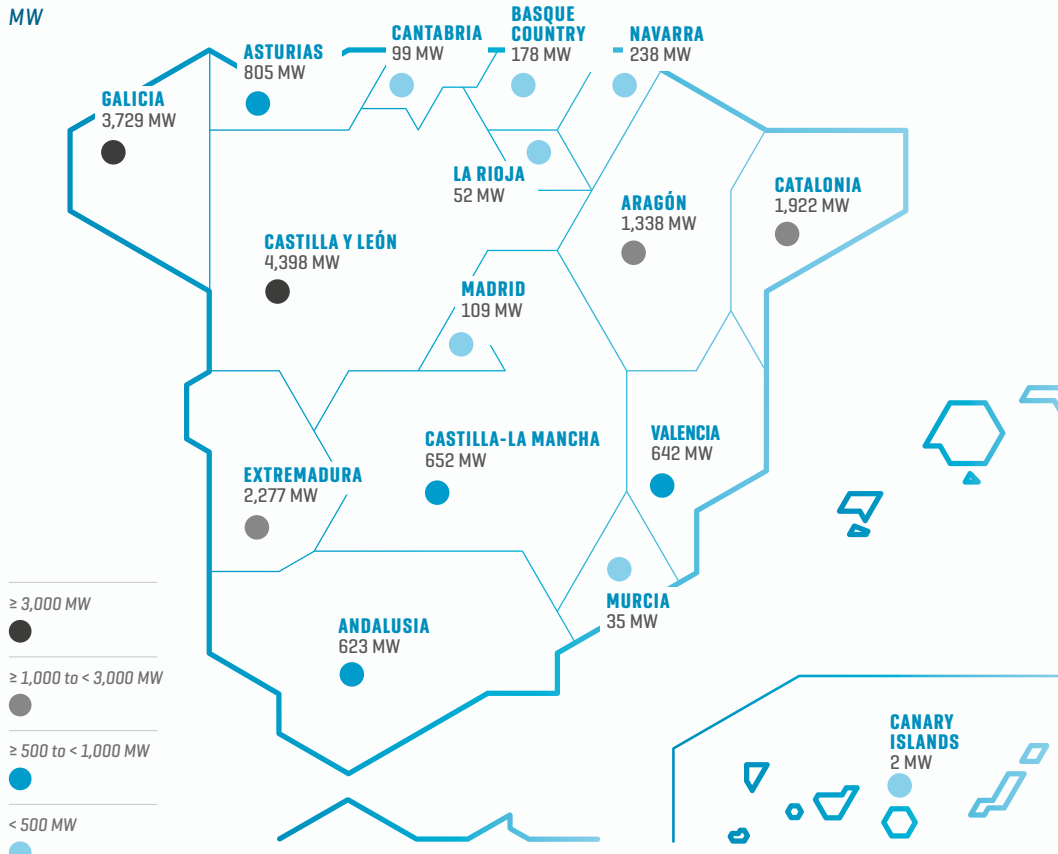 MW
BASQUE
COUNTRY
178 MW
CANTABRIA
99 MW
NAVARRA
238 MW
ASTURIAS
805 MW
GALICIA
3,729 MW
LA RIOJA
52 MW
ARAGÓN
1,338 MW
CATALONIA
1,922 MW
CASTILLA Y LEÓN
4,398 MW
MADRID
109 MW
CASTILLA-LA MANCHA
652 MW
VALENCIA
642 MW
EXTREMADURA
2,277 MW
MURCIA
35 MW
ANDALUSIA
623 MW
CANARY
ISLANDS
2 MW
≥ 3,000 MW
≥ 1,000 to < 3,000 MW
≥ 500 to < 1,000 MW
< 500 MW